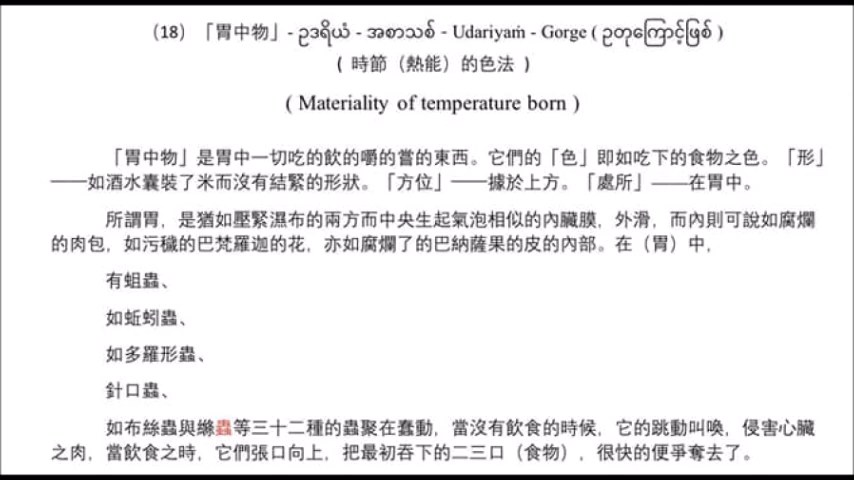 （18）「胃中物」- ဥဒရိယံ - အစာသစ် - Udariyaṁ - Gorge ( ဥတုကြောင့်ဖြစ် )
( 時節（熱能）的色法 )
( Materiality of temperature born )
「胃中物」是胃中一切吃的飲的嚼的嘗的東西。它們的「色」即如吃下的食物之色。「形」
——如酒水囊裝了米而沒有結緊的形狀。「方位」——據於上方。「處所」——在胃中。
所謂胃，是猶如壓緊濕布的兩方而中央生起氣泡相似的內臟膜，外滑，而內則可說如腐爛
的肉包，如污穢的巴梵羅迦的花，亦如腐爛了的巴納薩果的皮的內部。在（胃）中，
有蛆蟲、
如蚯蚓蟲、
如多羅形蟲、
針口蟲、
如布絲蟲與絛蟲等三十二種的蟲聚在蠢動，當沒有飲食的時候，它的跳動叫喚，侵害心臟
之肉，當飲食之時，它們張口向上，把最初吞下的二三口（食物），很快的便爭奪去了。